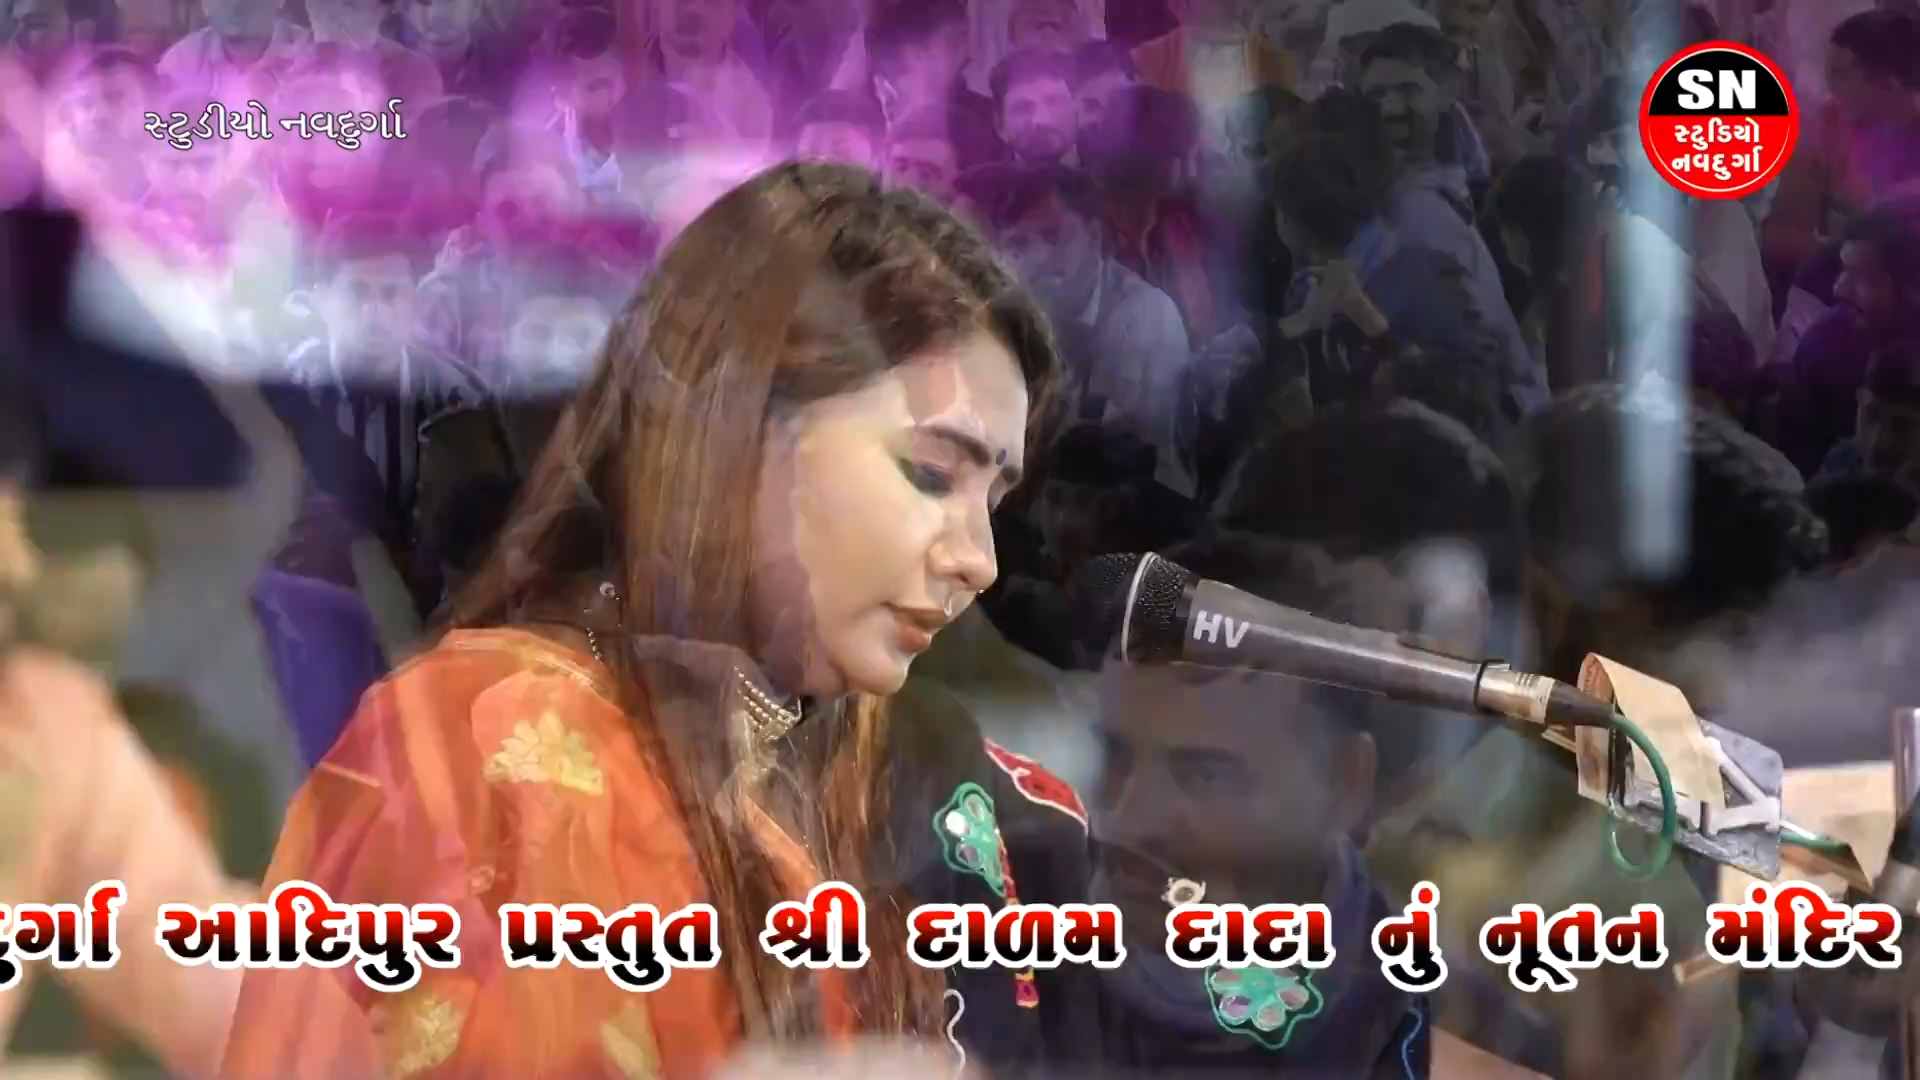 સ્ટુડીયો નવદુર્ગા
SN
સ્ટુડિયો
નવદુર્ગા
HV
આદિપુર પ્રસ્તુત શ્રી દાળમ દાદા નું નૂતન મંદિર